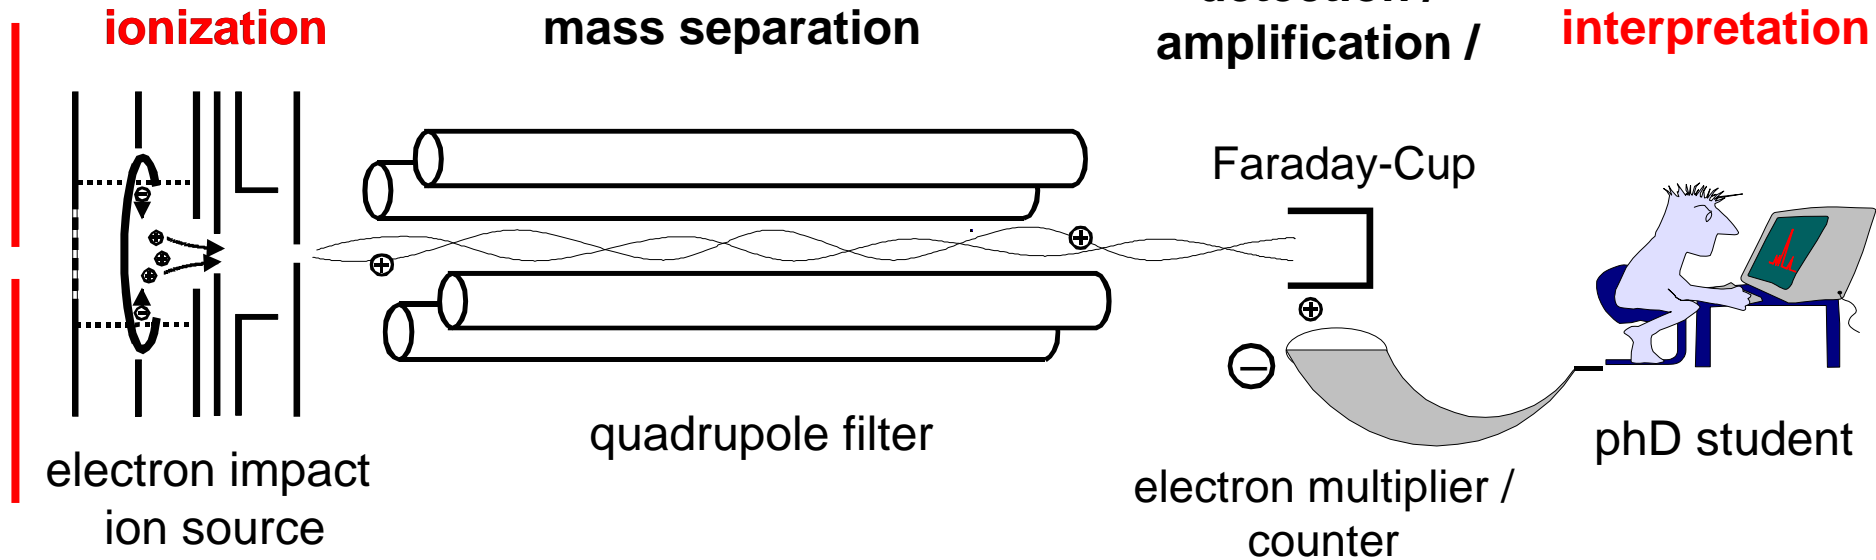 ionization
mass separation
amplification /
interpretation
Faraday-Cup
quadrupole filter
phD student
electron impact
ion source
electron multiplier /
counter